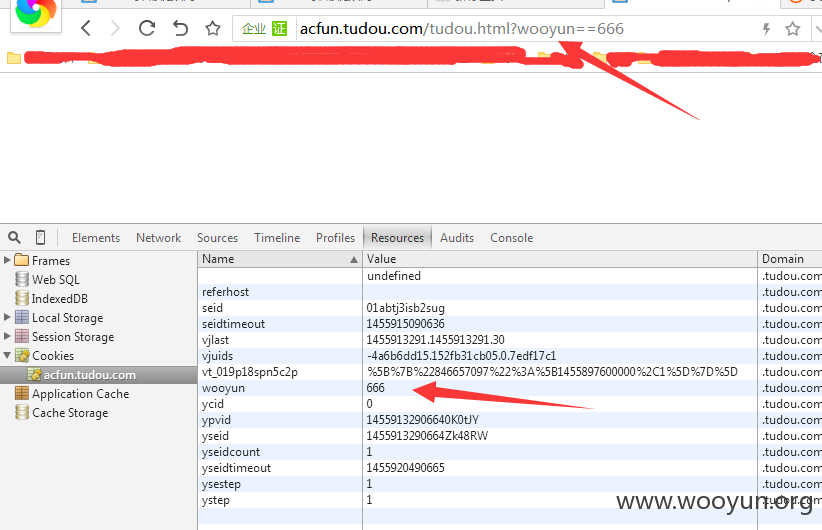 企业 证 acfun.tudou.com/tudou.html?wooyun==666
Elements Network Sources Timeline Profiles Resources Audits Console
Frames
Web SQL
IndexedDB
Local Storage
Session Storage
Cookies
acfun.tudou.com
Application Cache
Cache Storage
Name Value Domain
undefined .tudou.com
referhost .tudou.com
seid 01abtj3isb2sug .tudou.com
seidtimeout 1455915090636 .tudou.com
vjlast 1455913291.1455913291.30 .tudou.com
vjuids -4a6b6dd15.152fb31cb05.0.7edf17c1 .tudou.com
vt_019p18spn5c2p %5B%7B%22846657097%22%3A%5B1455897600000%2C1%5D%7D%5D .tudou.com
wooyun 666 .tudou.com
ycid 0 .tudou.com
ypvid 14559132906640K0tJY .tudou.com
yseid 1455913290664Zk48RW .tudou.com
yseidcount 1 .tudou.com
yseidtimeout 1455920490665 .tudou.com
ysestep 1 .tudou.com
ystep 1 .tudou.com
www.wooyun.org